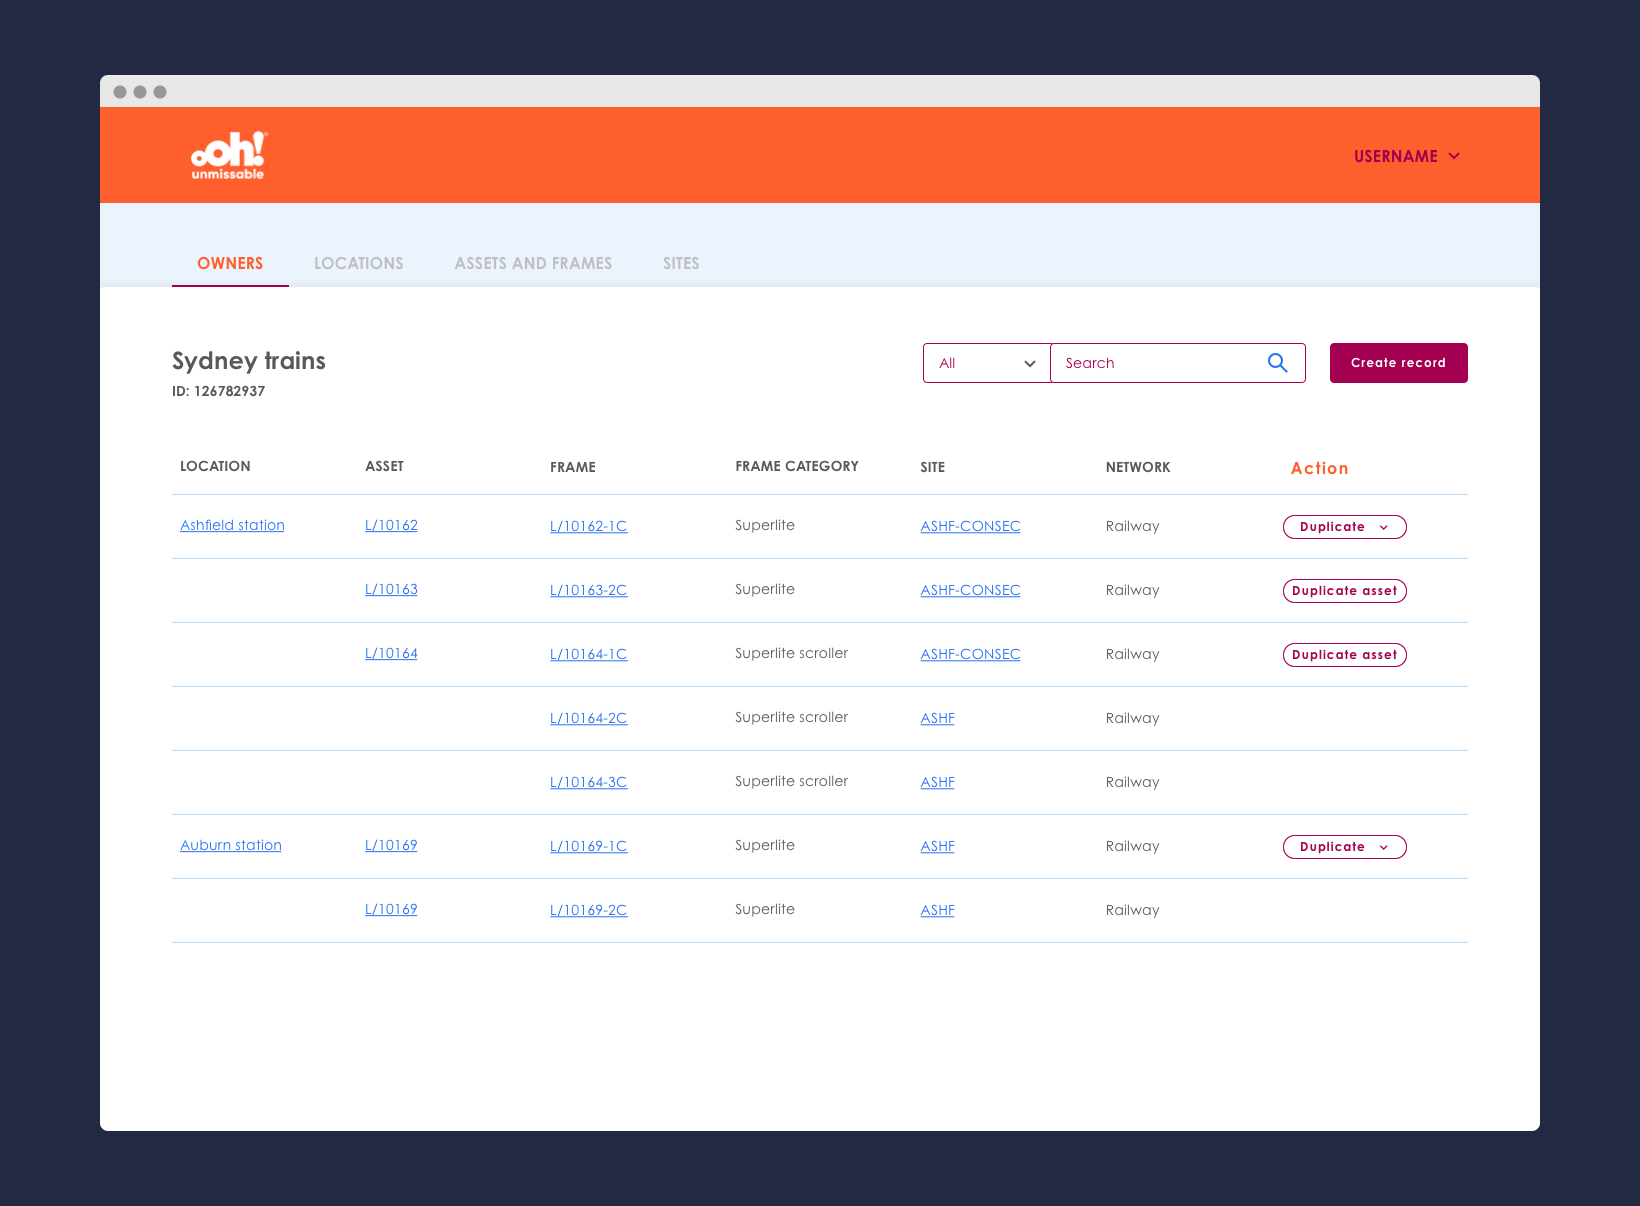 ooh!
unmissable
USERNAME
OWNERS LOCATIONS ASSETS AND FRAMES SITES
Sydney trains
ID: 126782937
All Search Create record
LOCATION ASSET FRAME FRAME CATEGORY SITE NETWORK Action
Ashfield station L/10162 L/10162-1C Superlite ASHF-CONSEC Railway Duplicate
L/10163 L/10163-2C Superlite ASHF-CONSEC Railway Duplicate asset
L/10164 L/10164-1C Superlite scroller ASHF-CONSEC Railway Duplicate asset
L/10164-2C Superlite scroller ASHF Railway
L/10164-3C Superlite scroller ASHF Railway
Auburn station L/10169 L/10169-1C Superlite ASHF Railway Duplicate
L/10169 L/10169-2C Superlite ASHF Railway